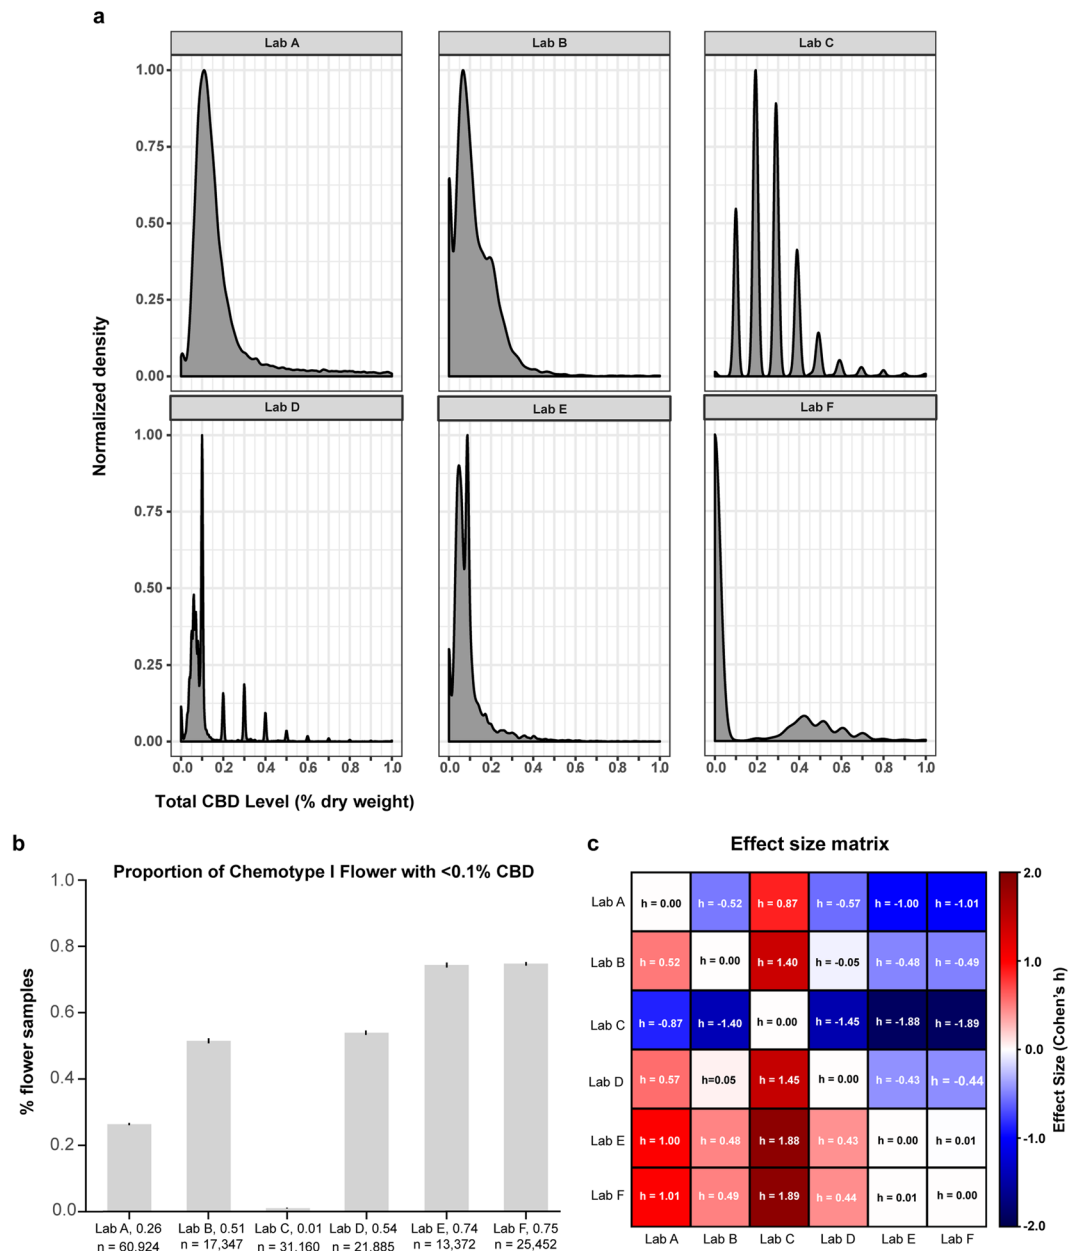 a
Lab A
Lab B
Lab C
1.00
0.75
0.50
0.25
0.00
Lab D
Lab E
Lab F
1.00
0.75
0.50
0.25
0.00
Normalized density
0.0 0.2 0.4 0.6 0.8 1.0
0.0 0.2 0.4 0.6 0.8 1.0
0.0 0.2 0.4 0.6 0.8 1.0
Total CBD Level (% dry weight)
b
Proportion of Chemotype I Flower with <0.1% CBD
% flower samples
1.0
0.8
0.6
0.4
0.2
0.0
Lab A, 0.26 Lab B, 0.51 Lab C, 0.01 Lab D, 0.54 Lab E, 0.74 Lab F, 0.75
n = 60,924 n = 17,347 n = 31,160 n = 21,885 n = 13,372 n = 25,452
c
Effect size matrix
Lab A h = 0.00 h = -0.52 h = 0.87 h = -0.57 h = -1.00 h = -1.01
Lab B h = 0.52 h = 0.00 h = 1.40 h = -0.05 h = -0.48 h = -0.49
Lab C h = -0.87 h = -1.40 h = 0.00 h = -1.45 h = -1.88 h = -1.89
Lab D h = 0.57 h=0.05 h = 1.45 h = 0.00 h = -0.43 h = -0.44
Lab E h = 1.00 h = 0.48 h = 1.88 h = 0.43 h = 0.00 h = 0.01
Lab F h = 1.01 h = 0.49 h = 1.89 h = 0.44 h = 0.01 h = 0.00
Lab A Lab B Lab C Lab D Lab E Lab F
2.0
1.0
0.0
-1.0
-2.0
Effect Size (Cohen's h)